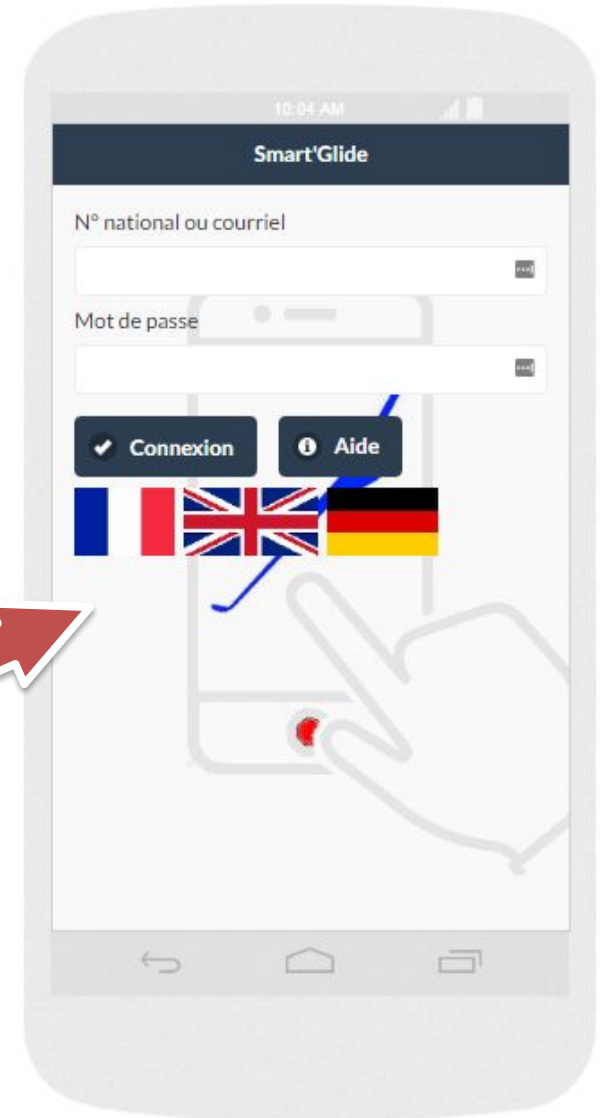 10:04 AM
Smart'Glide
N° national ou courriel
Mot de passe
Connexion
Aide